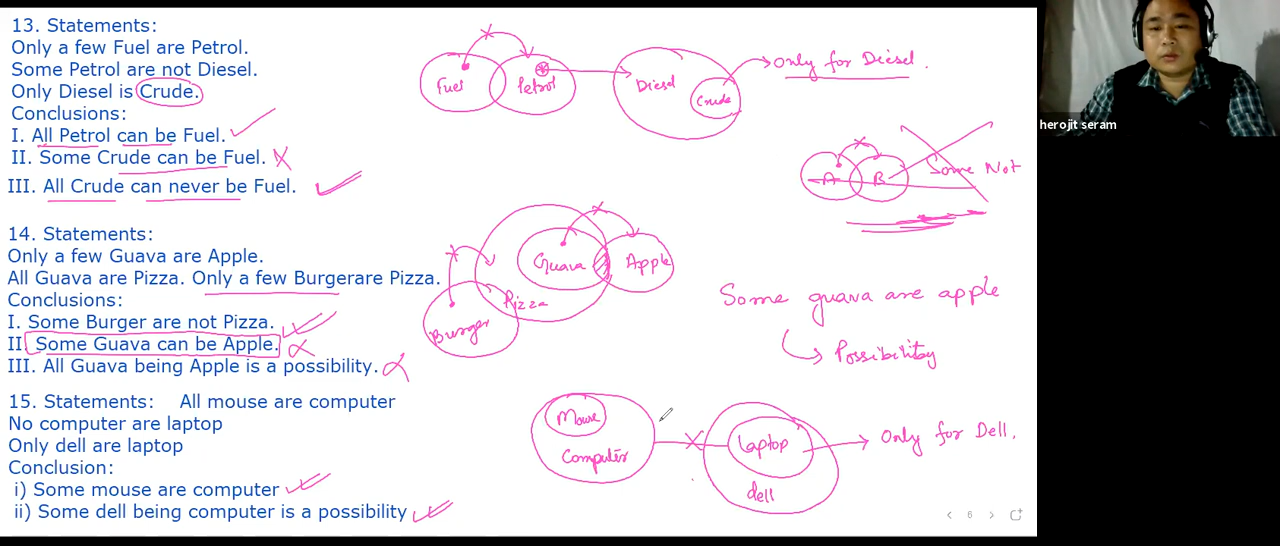 13. Statements:
Only a few Fuel are Petrol.
Some Petrol are not Diesel.
Only Diesel is Crude.
Conclusions:
I. All Petrol can be Fuel.
II. Some Crude can be Fuel.
III. All Crude can never be Fuel.
Fuel
Petrol
Diesel
Crude
only for Diesel.
A
B
Some Not
14. Statements:
Only a few Guava are Apple.
All Guava are Pizza. Only a few Burgerare Pizza.
Conclusions:
I. Some Burger are not Pizza.
II. Some Guava can be Apple.
III. All Guava being Apple is a possibility.
Guava
Apple
Pizza
Burger
Some guava are apple
Possibilitay
15. Statements: All mouse are computer
No computer are laptop
Only dell are laptop
Conclusion:
i) Some mouse are computer
ii) Some dell being computer is a possibility
Mouse
Computer
Laptop
dell
Only for Dell.
herojit seram
6